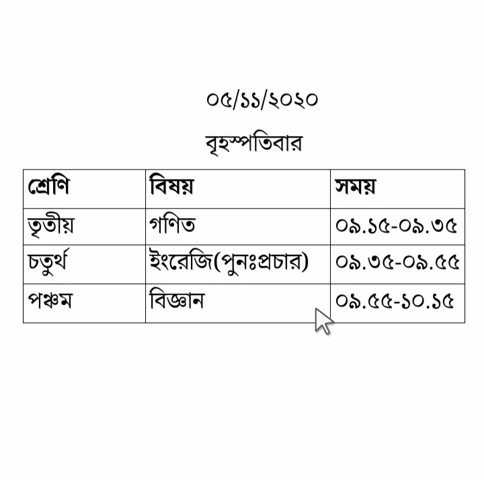 ০৫/১১/২০২০
বৃহস্পতিবার
শ্রেণি বিষয় সময়
তৃতীয় গণিত ০৯.১৫-০৯.৩৫
চতুর্থ ইংরেজি(পুনঃপ্রচার) ০৯.৩৫-০৯.৫৫
পঞ্চম বিজ্ঞান ০৯.৫৫-১০.১৫